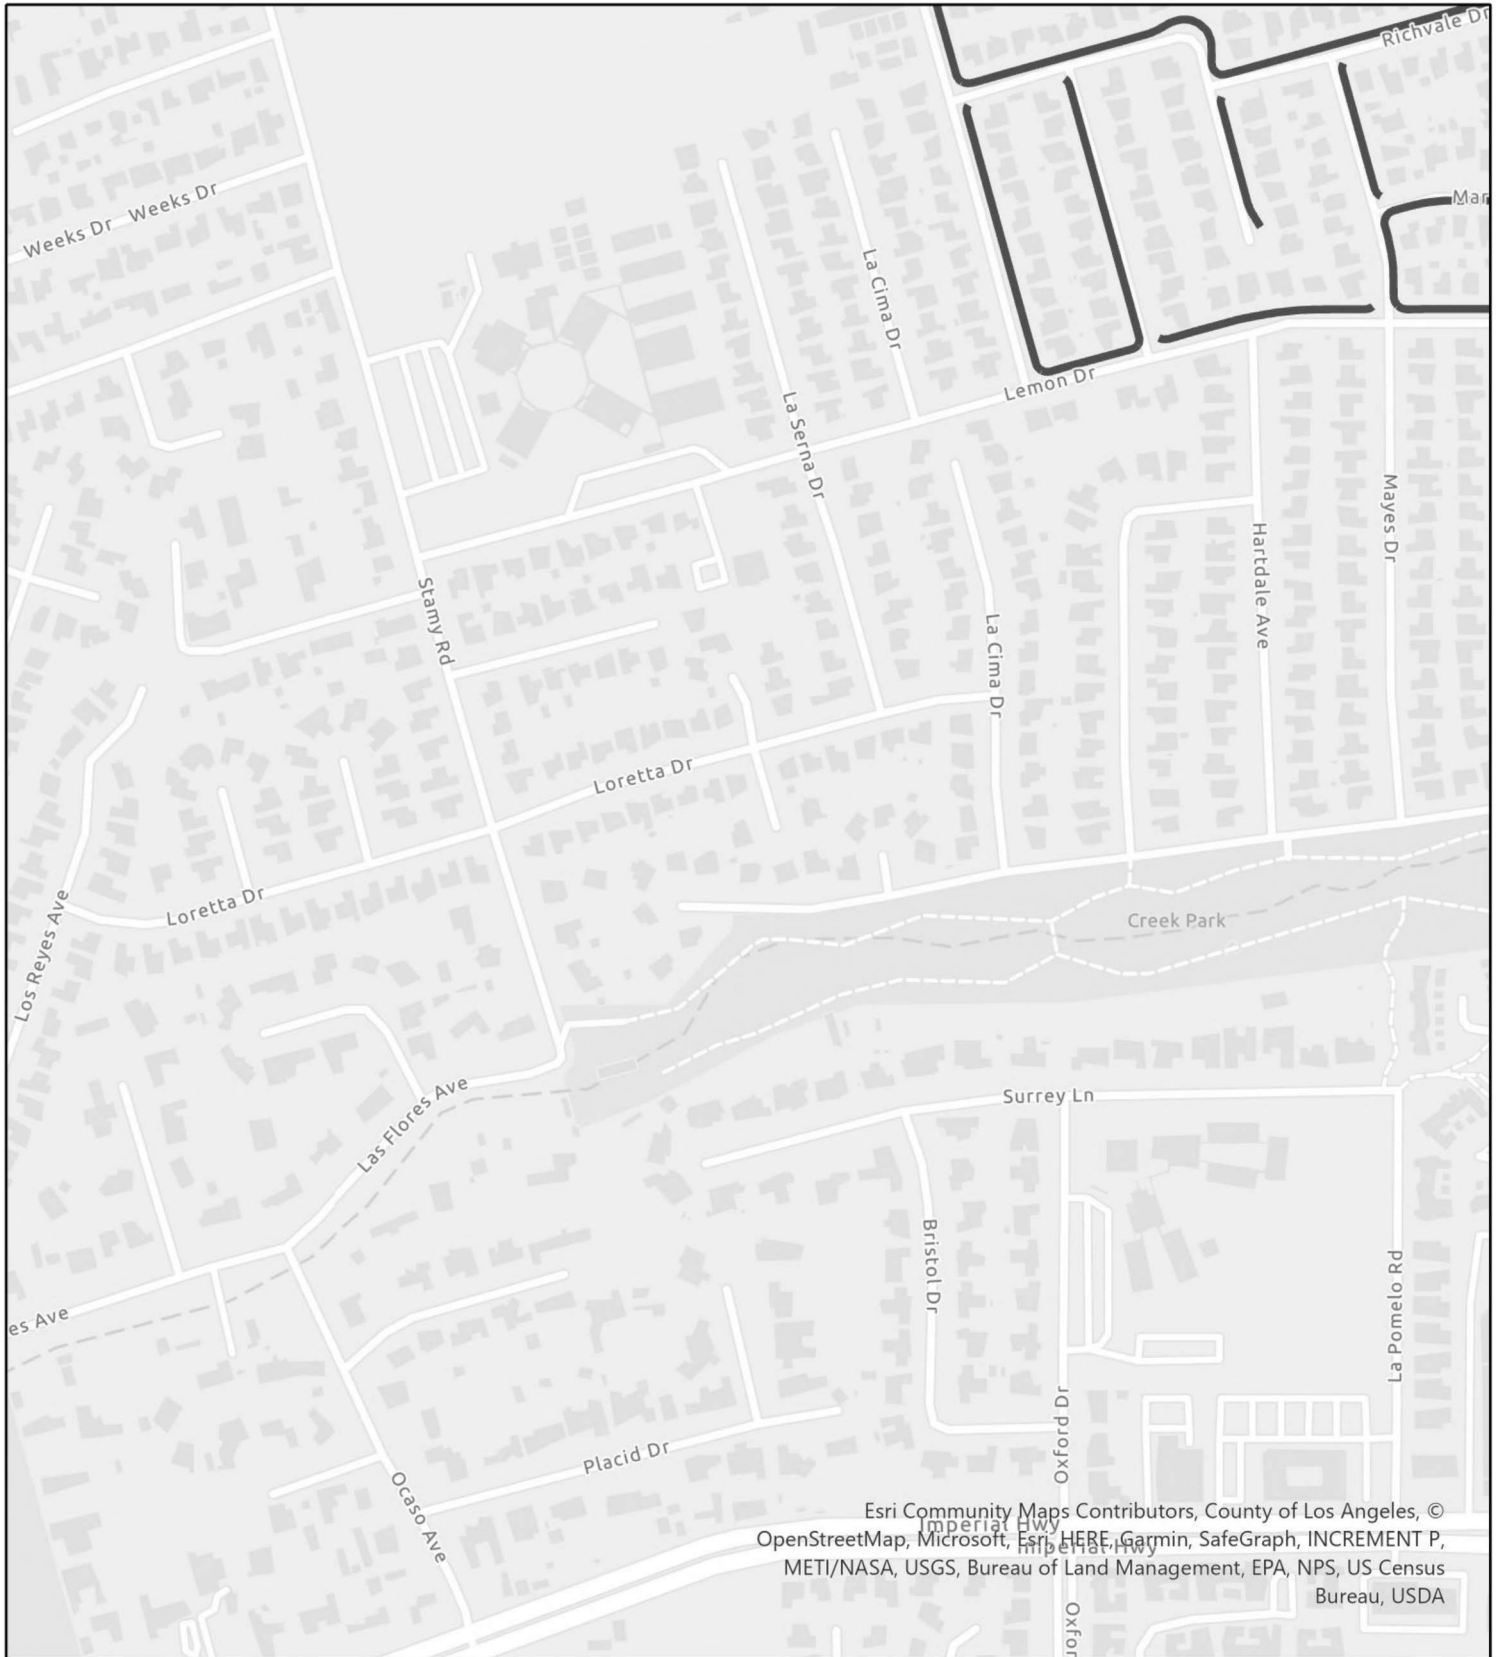 Richvale Dr
Mar
Weeks Dr
Weeks Dr
La Cima Dr
Lemon Dr
La Serna Dr
Mayes Dr
Hartdale Ave
Stamy Rd
La Cima Dr
Loretta Dr
Loretta Dr
Los Reyes Ave
Creek Park
Las Flores Ave
Surrey Ln
Bristol Dr
La Pomelo Rd
es Ave
Oxford Dr
Placid Dr
Ocaso Ave
Imperial Hwy
Imperial Hwy
Esri Community Maps Contributors, County of Los Angeles, ©
OpenStreetMap, Microsoft, Esri, HERE, Garmin, SafeGraph, INCREMENT P,
METI/NASA, USGS, Bureau of Land Management, EPA, NPS, US Census
Bureau, USDA
Oxfor